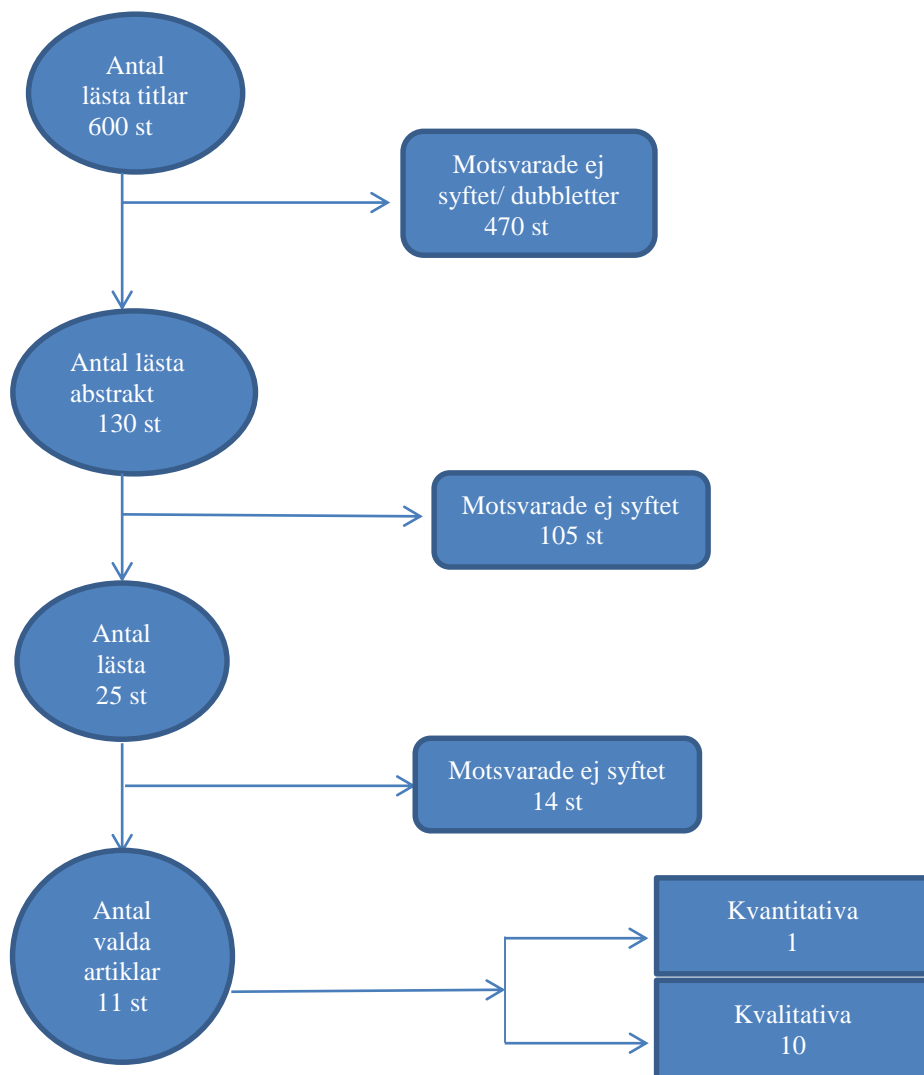 Antal
lästa titlar
600 st
Motsvarade ej
syftet/ dubbletter
470 st
Antal lästa
abstrakt
130 st
Motsvarade ej syftet
105 st
Antal
lästa
25 st
Motsvarade ej syftet
14 st
Antal
valda
artiklar
11 st
Kvantitativa
1
Kvalitativa
10